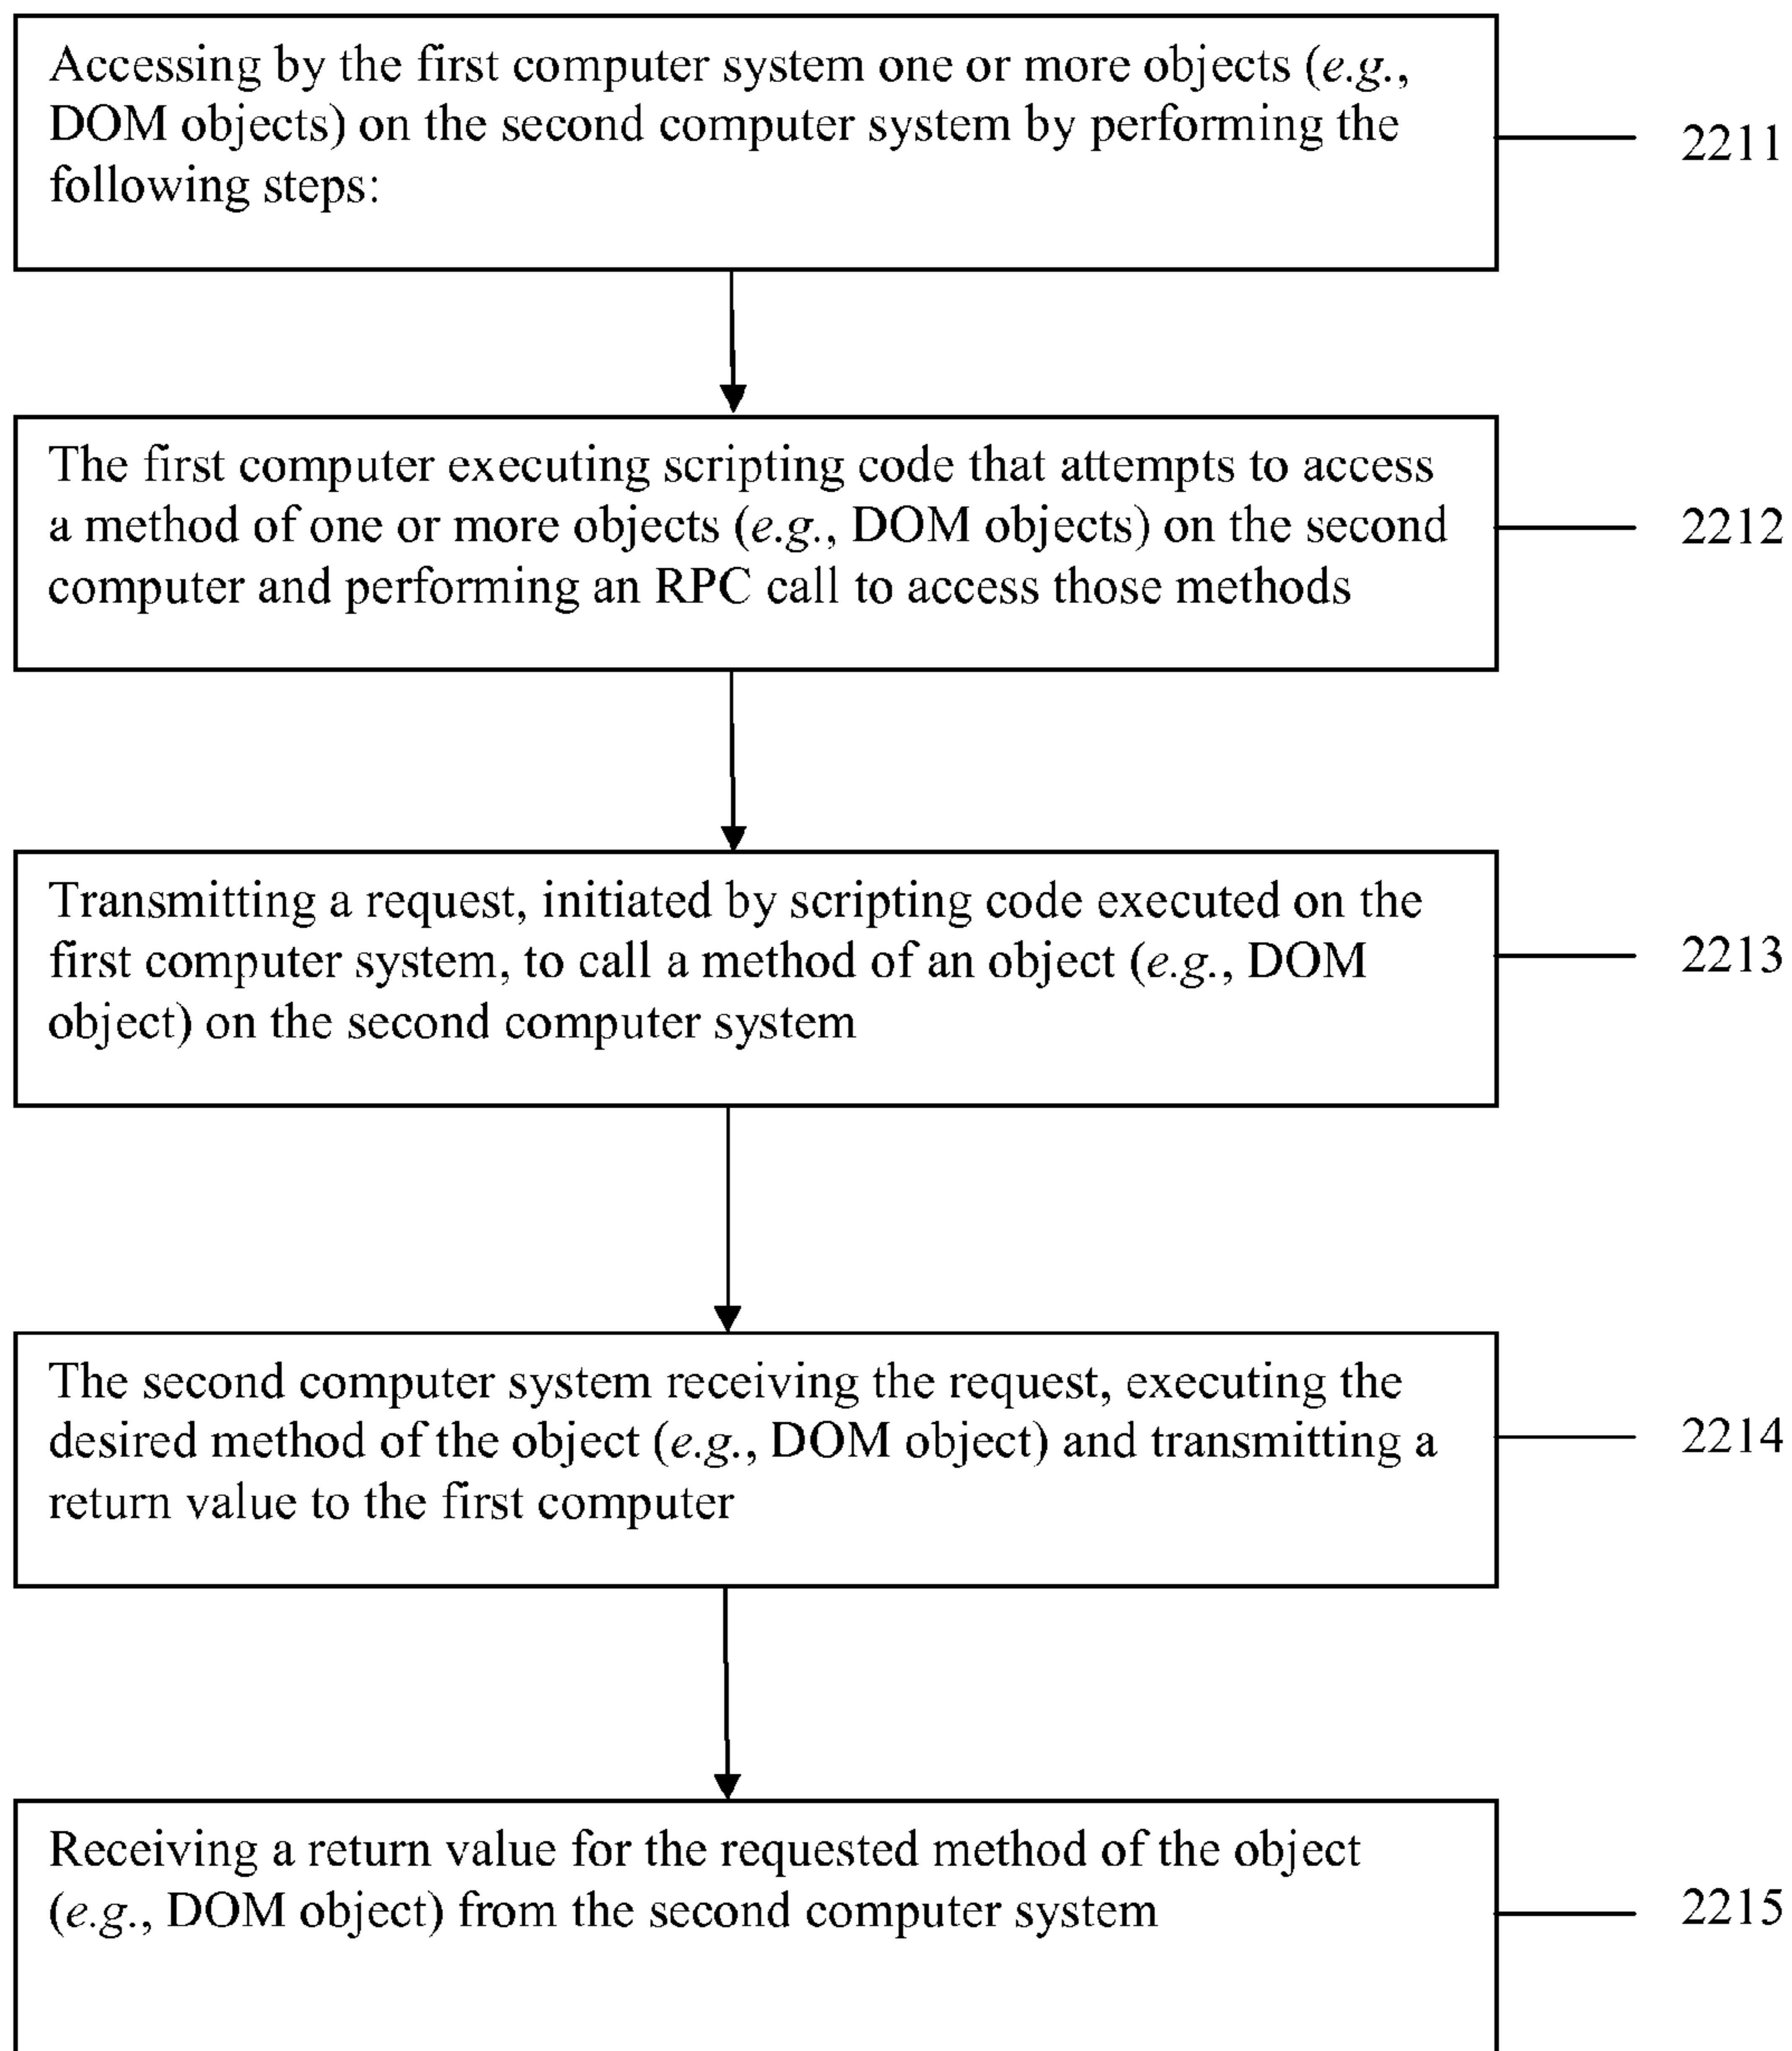 Accessing by the first computer system one or more objects (e.g.,
DOM objects) on the second computer system by performing the
following steps:
2211
The first computer executing scripting code that attempts to access
a method of one or more objects (e.g., DOM objects) on the second
computer and performing an RPC call to access those methods
2212
Transmitting a request, initiated by scripting code executed on the
first computer system, to call a method of an object (e.g., DOM
object) on the second computer system
2213
The second computer system receiving the request, executing the
desired method of the object (e.g., DOM object) and transmitting a
return value to the first computer
2214
Receiving a return value for the requested method of the object
(e.g., DOM object) from the second computer system
2215